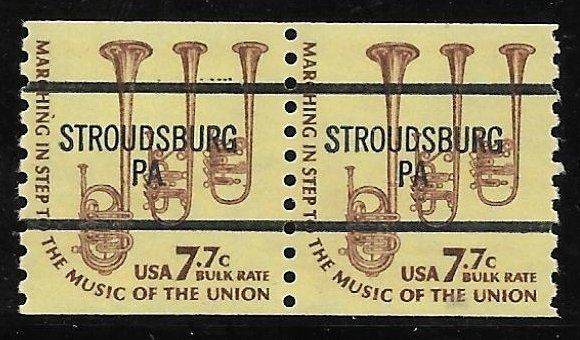 MARCHING IN STEP TO THE MUSIC OF THE UNION
STROUDSBURG
PA
USA 7.7c
BULK RATE
MARCHING IN STEP TO THE MUSIC OF THE UNION
STROUDSBURG
PA
USA 7.7c
BULK RATE